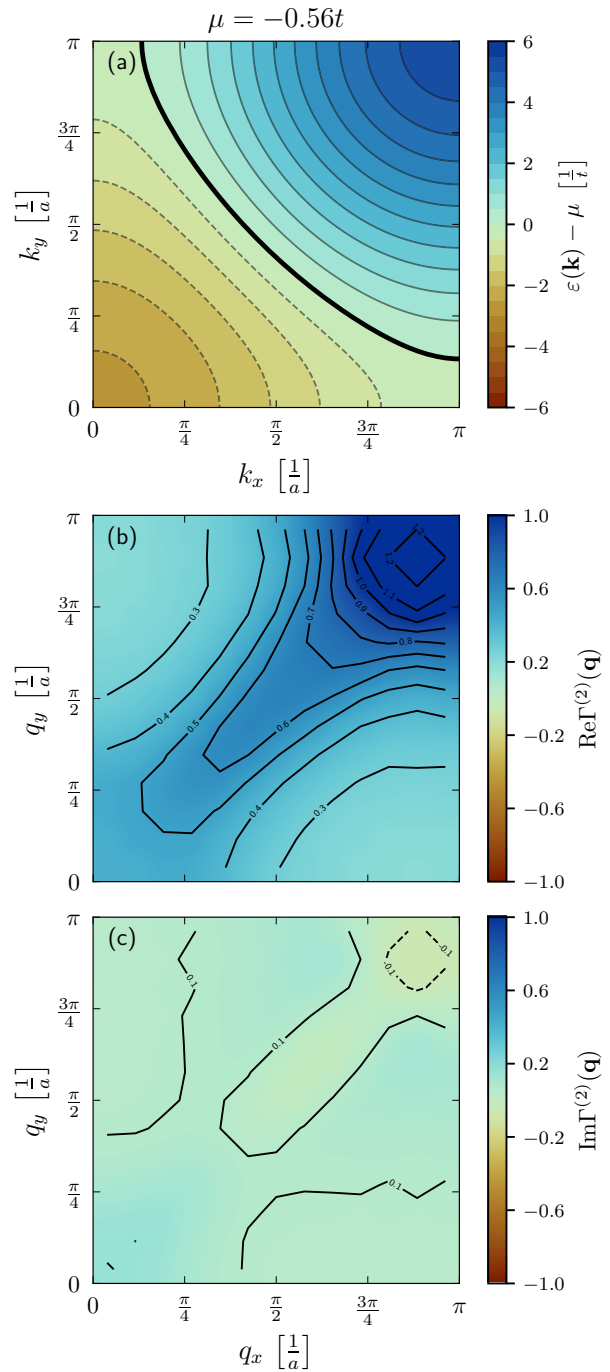 μ = −0.56t
(a)
π
3π/4
π/2
π/4
0
k_y [1/a]
0 π/4 π/2 3π/4 π
k_x [1/a]
6
4
2
0
−2
−4
−6
ε(k) − μ [1/t]
(b)
π
3π/4
π/2
π/4
0
q_y [1/a]
1.2
1.2
1.0
1.1
0.9
0.7
0.8
0.3
0.4
0.5
0.6
0.4
0.3
1.0
0.6
0.2
−0.2
−0.6
−1.0
ReΓ^(2)(q)
(c)
π
3π/4
π/2
π/4
0
q_y [1/a]
0.1
-0.1
-0.1
0.1
0.1
0 π/4 π/2 3π/4 π
q_x [1/a]
1.0
0.6
0.2
−0.2
−0.6
−1.0
ImΓ^(2)(q)